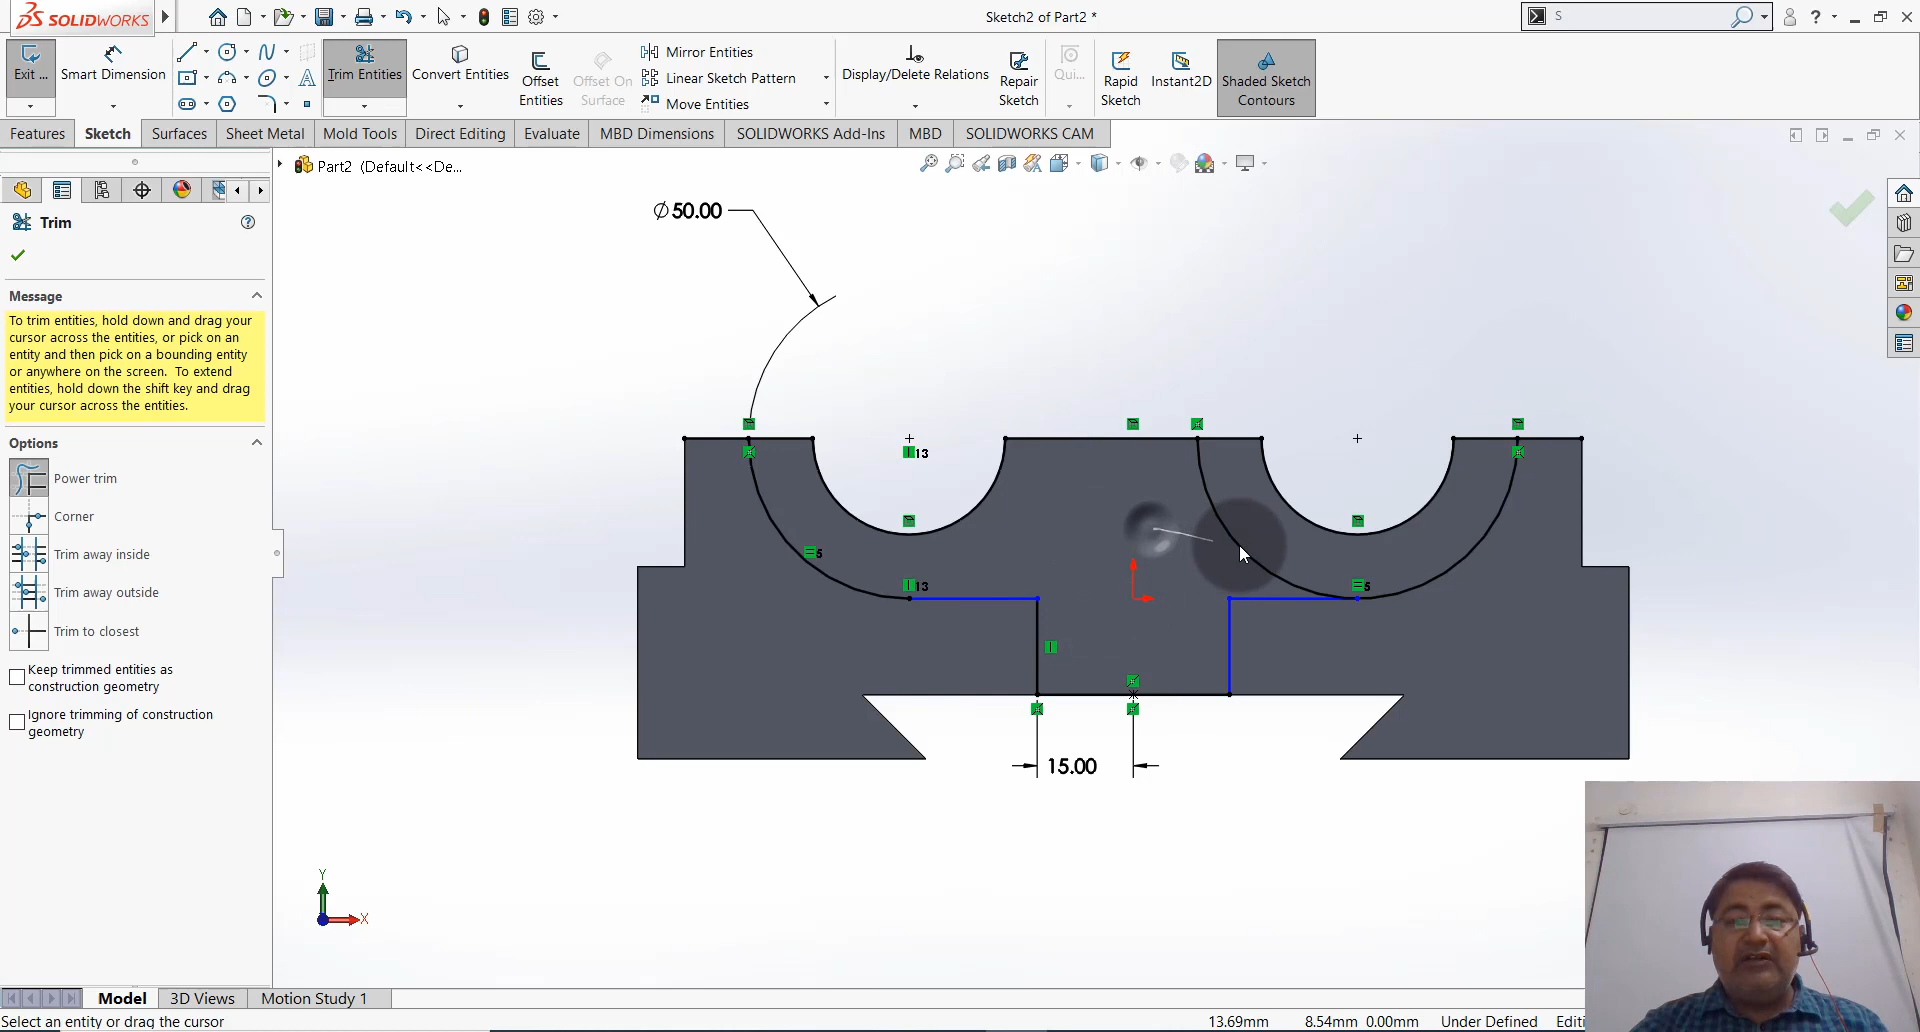 SOLIDWORKS
Sketch2 of Part2 *
S
Exit ...
Smart Dimension
Trim Entities
Convert Entities
Offset
Entities
Offset On
Surface
Mirror Entities
Linear Sketch Pattern
Move Entities
Display/Delete Relations
Repair
Sketch
Qui...
Rapid
Sketch
Instant2D
Shaded Sketch
Contours
Features
Sketch
Surfaces
Sheet Metal
Mold Tools
Direct Editing
Evaluate
MBD Dimensions
SOLIDWORKS Add-Ins
MBD
SOLIDWORKS CAM
Part2 (Default<<De...
Trim
Message
To trim entities, hold down and drag your
cursor across the entities, or pick on an
entity and then pick on a bounding entity
or anywhere on the screen. To extend
entities, hold down the shift key and drag
your cursor across the entities.
Options
Power trim
Corner
Trim away inside
Trim away outside
Trim to closest
Keep trimmed entities as
construction geometry
Ignore trimming of construction
geometry
∅50.00
13
5
13
5
15.00
Y
X
Model
3D Views
Motion Study 1
Select an entity or drag the cursor
13.69mm
8.54mm
0.00mm
Under Defined
Editi